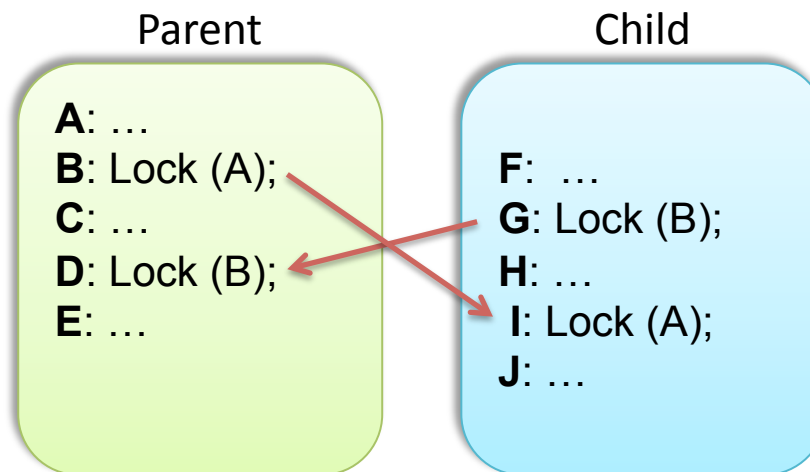 Parent
A: …
B: Lock (A);
C: …
D: Lock (B);
E: …
Child
F: …
G: Lock (B);
H: …
I: Lock (A);
J: …